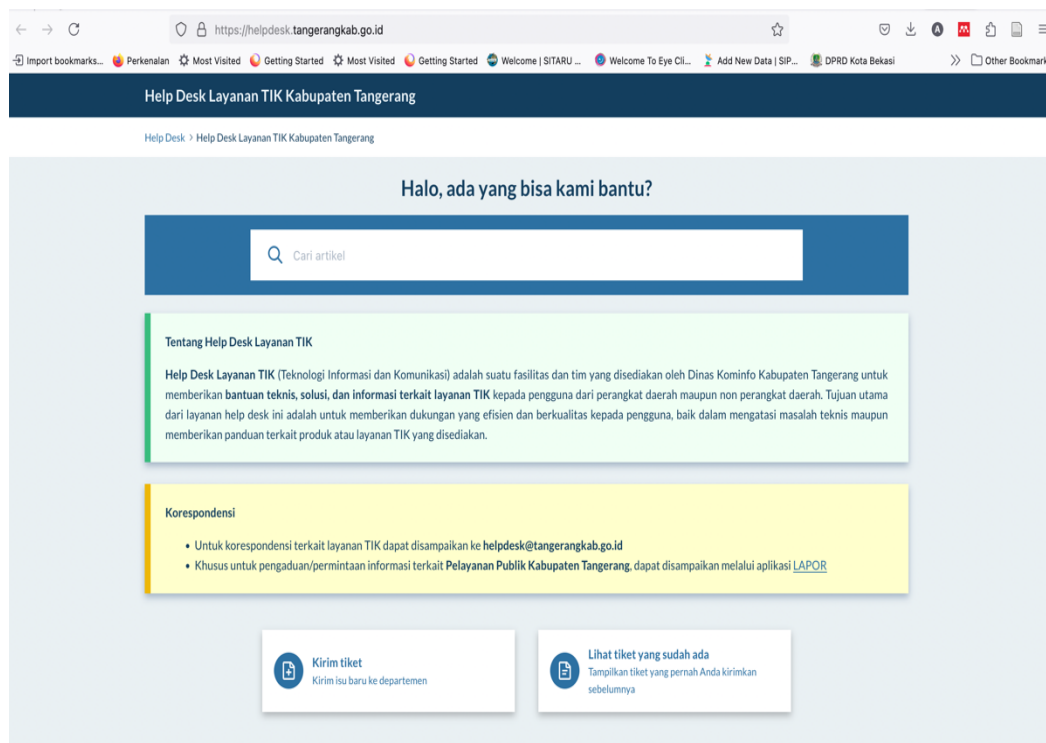 https://helpdesk.tangerangkab.go.id
Import bookmarks... Perkenalan Most Visited Getting Started Most Visited Getting Started Welcome | SITARU ... Welcome To Eye Cli... Add New Data | SIP... DPRD Kota Bekasi Other Bookmark
Help Desk Layanan TIK Kabupaten Tangerang
Help Desk > Help Desk Layanan TIK Kabupaten Tangerang
Halo, ada yang bisa kami bantu?
Cari artikel
Tentang Help Desk Layanan TIK
Help Desk Layanan TIK (Teknologi Informasi dan Komunikasi) adalah suatu fasilitas dan tim yang disediakan oleh Dinas Kominfo Kabupaten Tangerang untuk
memberikan bantuan teknis, solusi, dan informasi terkait layanan TIK kepada pengguna dari perangkat daerah maupun non perangkat daerah. Tujuan utama
dari layanan help desk ini adalah untuk memberikan dukungan yang efisien dan berkualitas kepada pengguna, baik dalam mengatasi masalah teknis maupun
memberikan panduan terkait produk atau layanan TIK yang disediakan.
Korespondensi
• Untuk korespondensi terkait layanan TIK dapat disampaikan ke helpdesk@tangerangkab.go.id
• Khusus untuk pengaduan/permintaan informasi terkait Pelayanan Publik Kabupaten Tangerang, dapat disampaikan melalui aplikasi LAPOR
Kirim tiket
Kirim isu baru ke departemen
Lihat tiket yang sudah ada
Tampilkan tiket yang pernah Anda kirimkan
sebelumnya